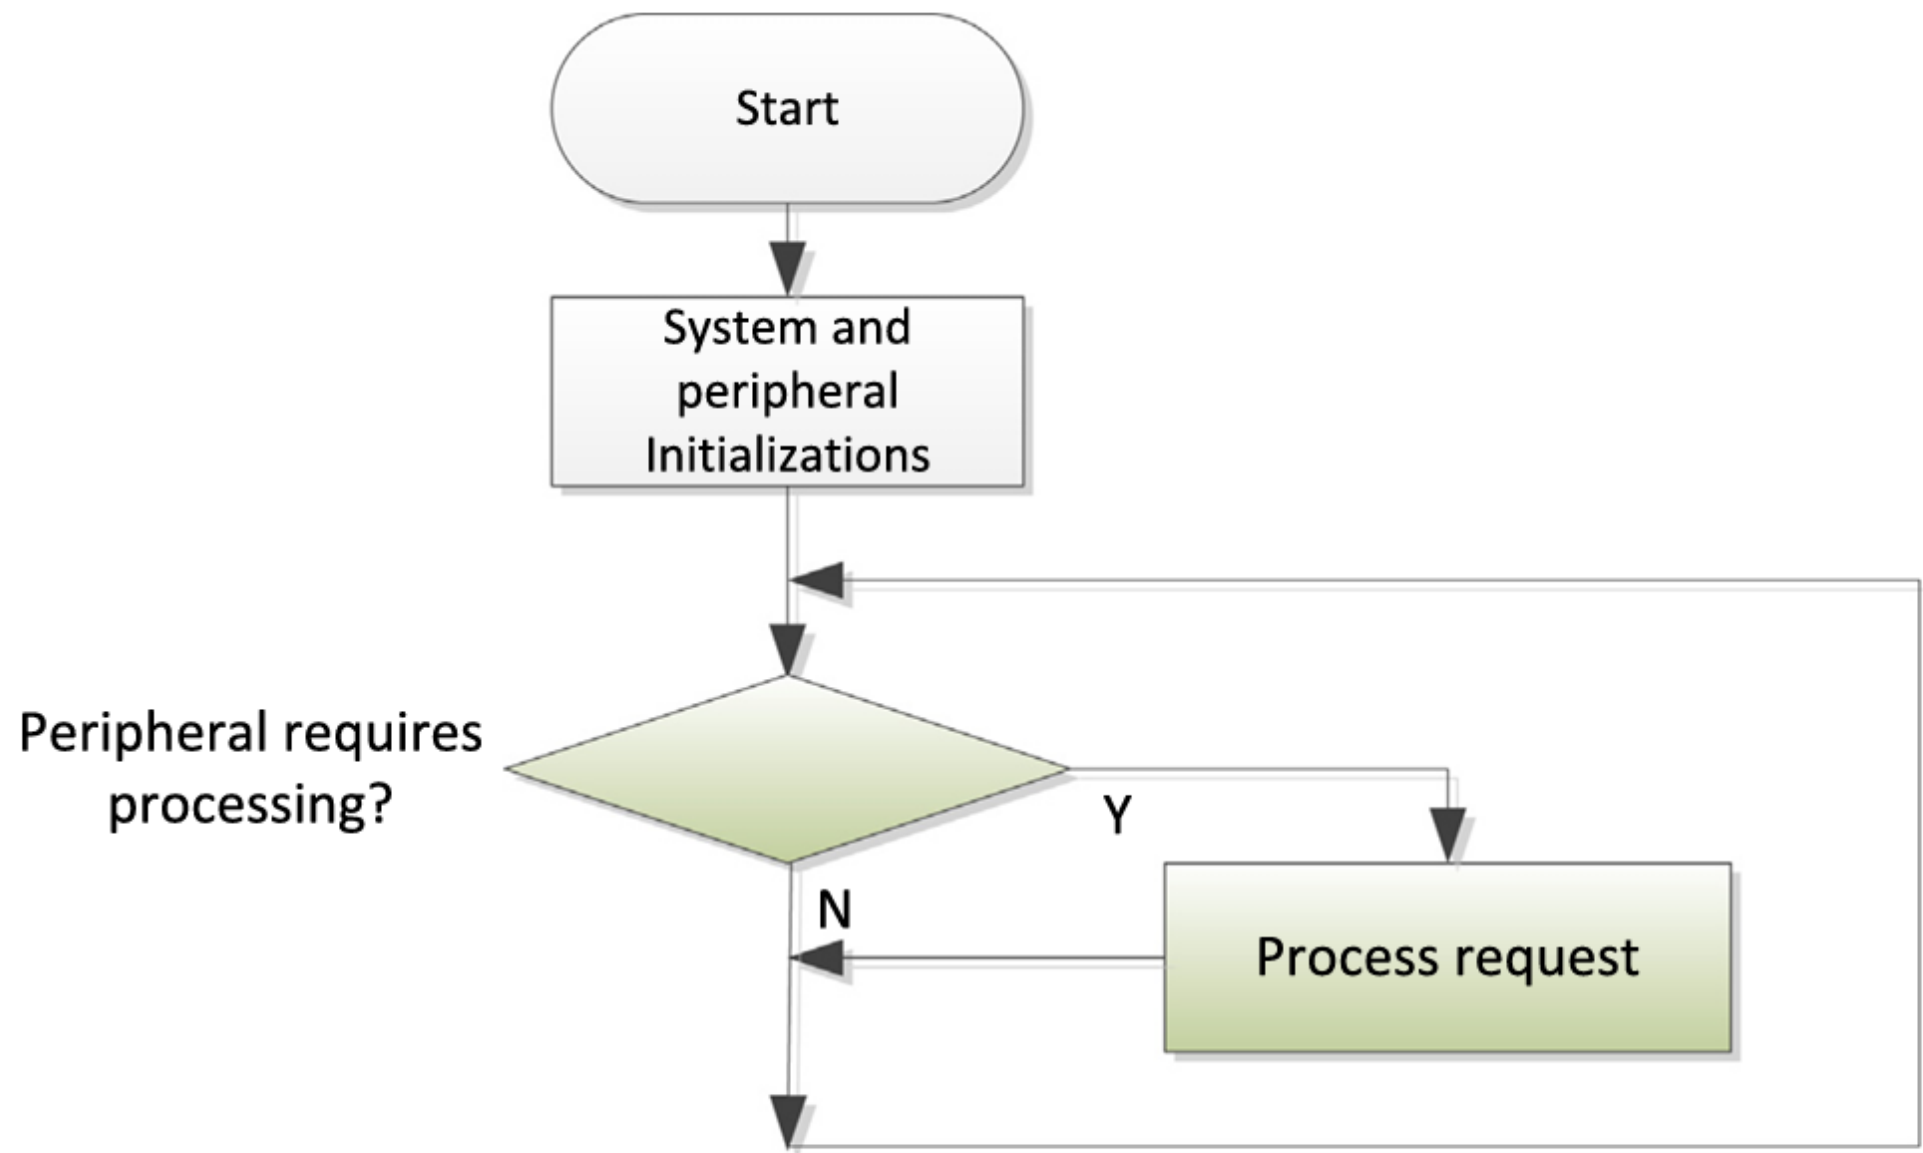 Start
System and
peripheral
Initializations
Peripheral requires
processing?
Y
N
Process request